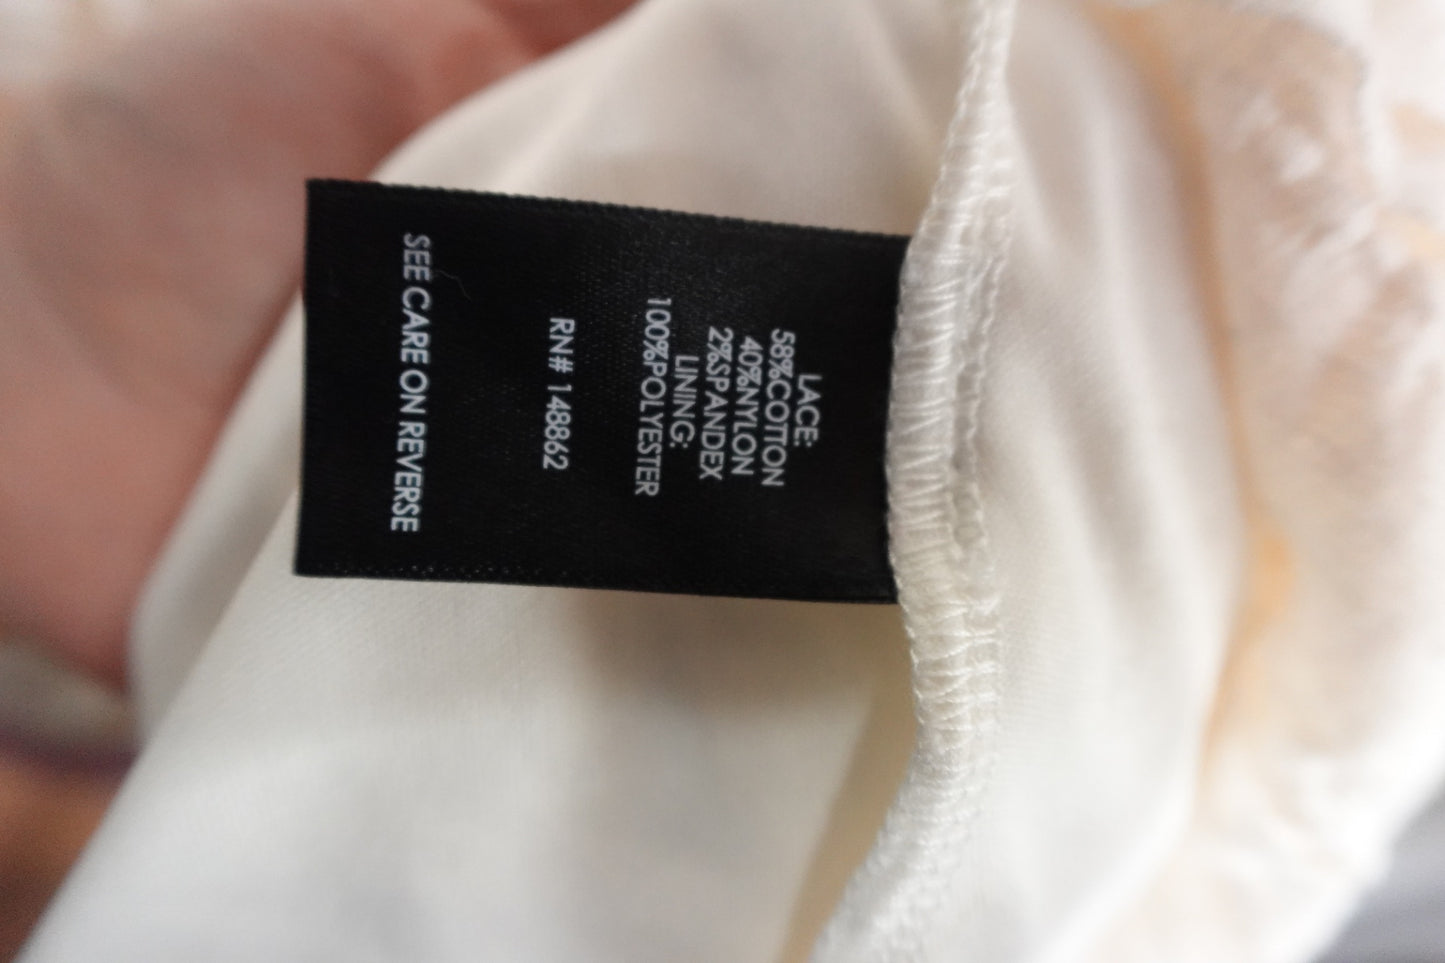 LACE:
58%COTTON
40%NYLON
2%SPANDEX
LINING:
100%POLYESTER
RN# 148862
SEE CARE ON REVERSE